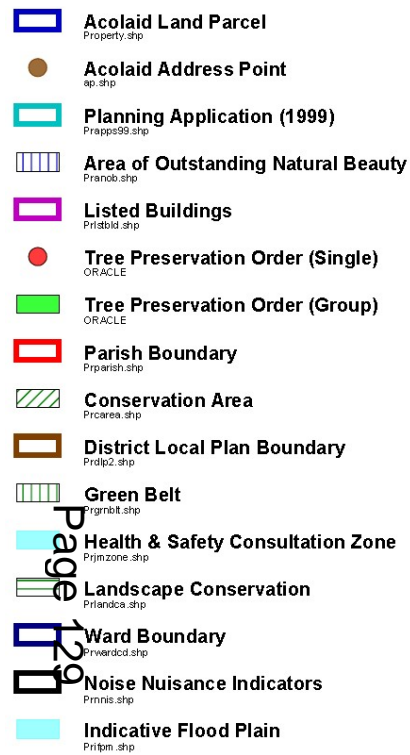 Acolaid Land Parcel
Property.shp
Acolaid Address Point
ap.shp
Planning Application (1999)
Prapps99.shp
Area of Outstanding Natural Beauty
Pranob.shp
Listed Buildings
Prlstbld.shp
Tree Preservation Order (Single)
ORACLE
Tree Preservation Order (Group)
ORACLE
Parish Boundary
Prparish.shp
Conservation Area
Prcarea.shp
District Local Plan Boundary
Prdlp2.shp
Green Belt
Prgrnblt.shp
Health & Safety Consultation Zone
Prjmzone.shp
Landscape Conservation
Prlandca.shp
Ward Boundary
Prwardcd.shp
Noise Nuisance Indicators
Prnnis.shp
Indicative Flood Plain
Prifpm.shp
Page 129